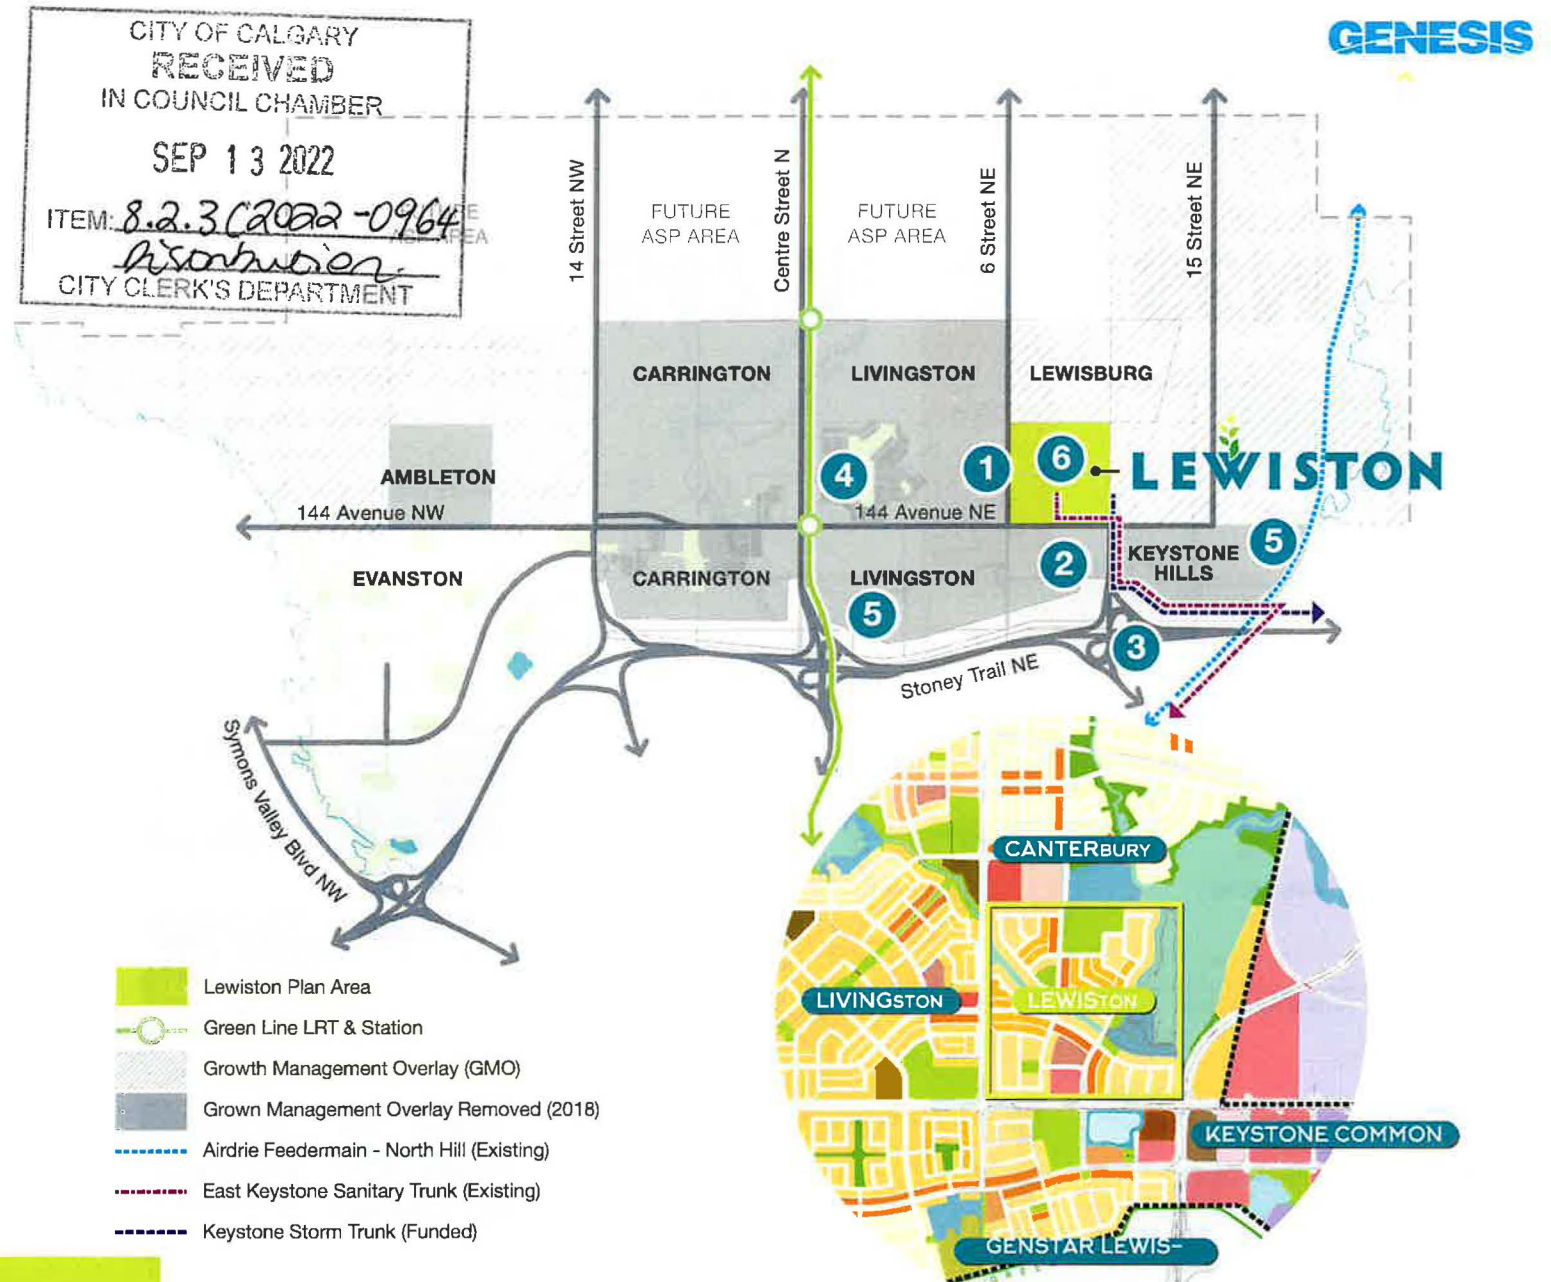 CITY OF CALGARY
RECEIVED
IN COUNCIL CHAMBER
SEP 13 2022
ITEM: 8.2.3 C2022-0964
Distribution
CITY CLERK'S DEPARTMENT
GENESIS
14 Street NW
Centre Street N
6 Street NE
15 Street NE
FUTURE
ASP AREA
FUTURE
ASP AREA
ASP AREA
CARRINGTON
LIVINGSTON
LEWISBURG
AMBLETON
4
1
6
LEWISTON
144 Avenue NW
144 Avenue NE
EVANSTON
CARRINGTON
LIVINGSTON
2
KEYSTONE
HILLS
5
5
3
Stoney Trail NE
Symons Valley Blvd NW
CANTERBURY
LIVINGSTON
LEWISTON
KEYSTONE COMMON
GENSTAR LEWIS-
Lewiston Plan Area
Green Line LRT & Station
Growth Management Overlay (GMO)
Grown Management Overlay Removed (2018)
Airdrie Feedermain - North Hill (Existing)
East Keystone Sanitary Trunk (Existing)
Keystone Storm Trunk (Funded)